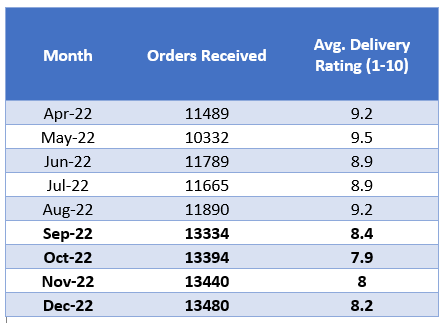 Month Orders Received Avg. Delivery Rating (1-10)
Apr-22 11489 9.2
May-22 10332 9.5
Jun-22 11789 8.9
Jul-22 11665 8.9
Aug-22 11890 9.2
Sep-22 13334 8.4
Oct-22 13394 7.9
Nov-22 13440 8
Dec-22 13480 8.2